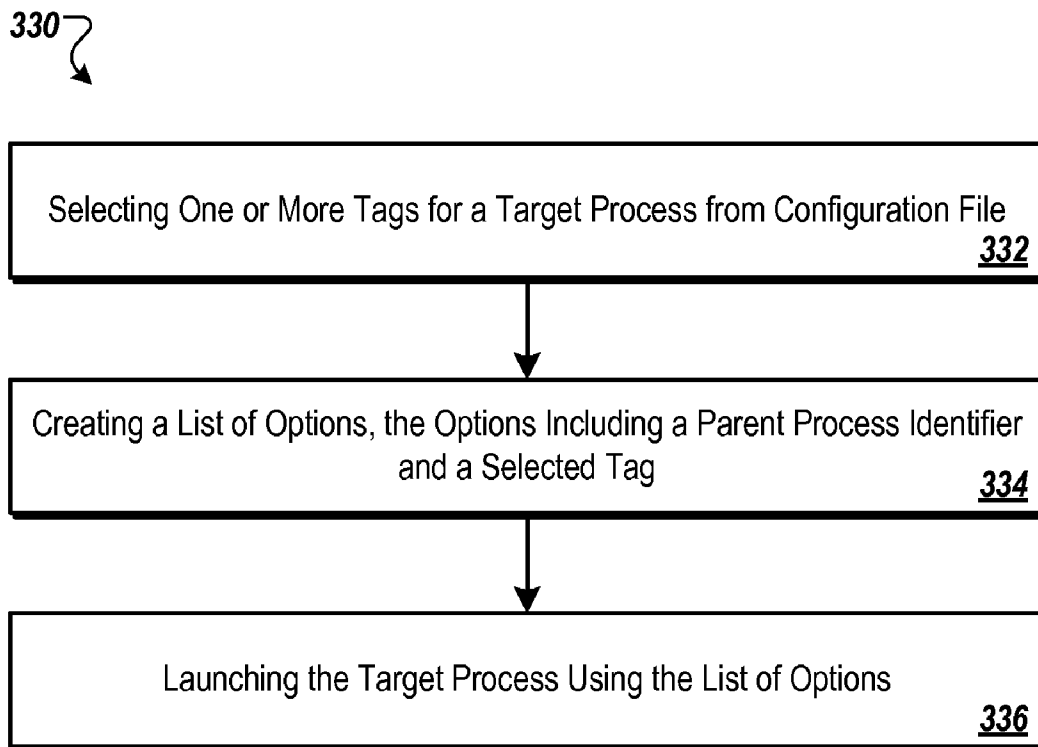 330
Selecting One or More Tags for a Target Process from Configuration File
332
Creating a List of Options, the Options Including a Parent Process Identifier
and a Selected Tag
334
Launching the Target Process Using the List of Options
336